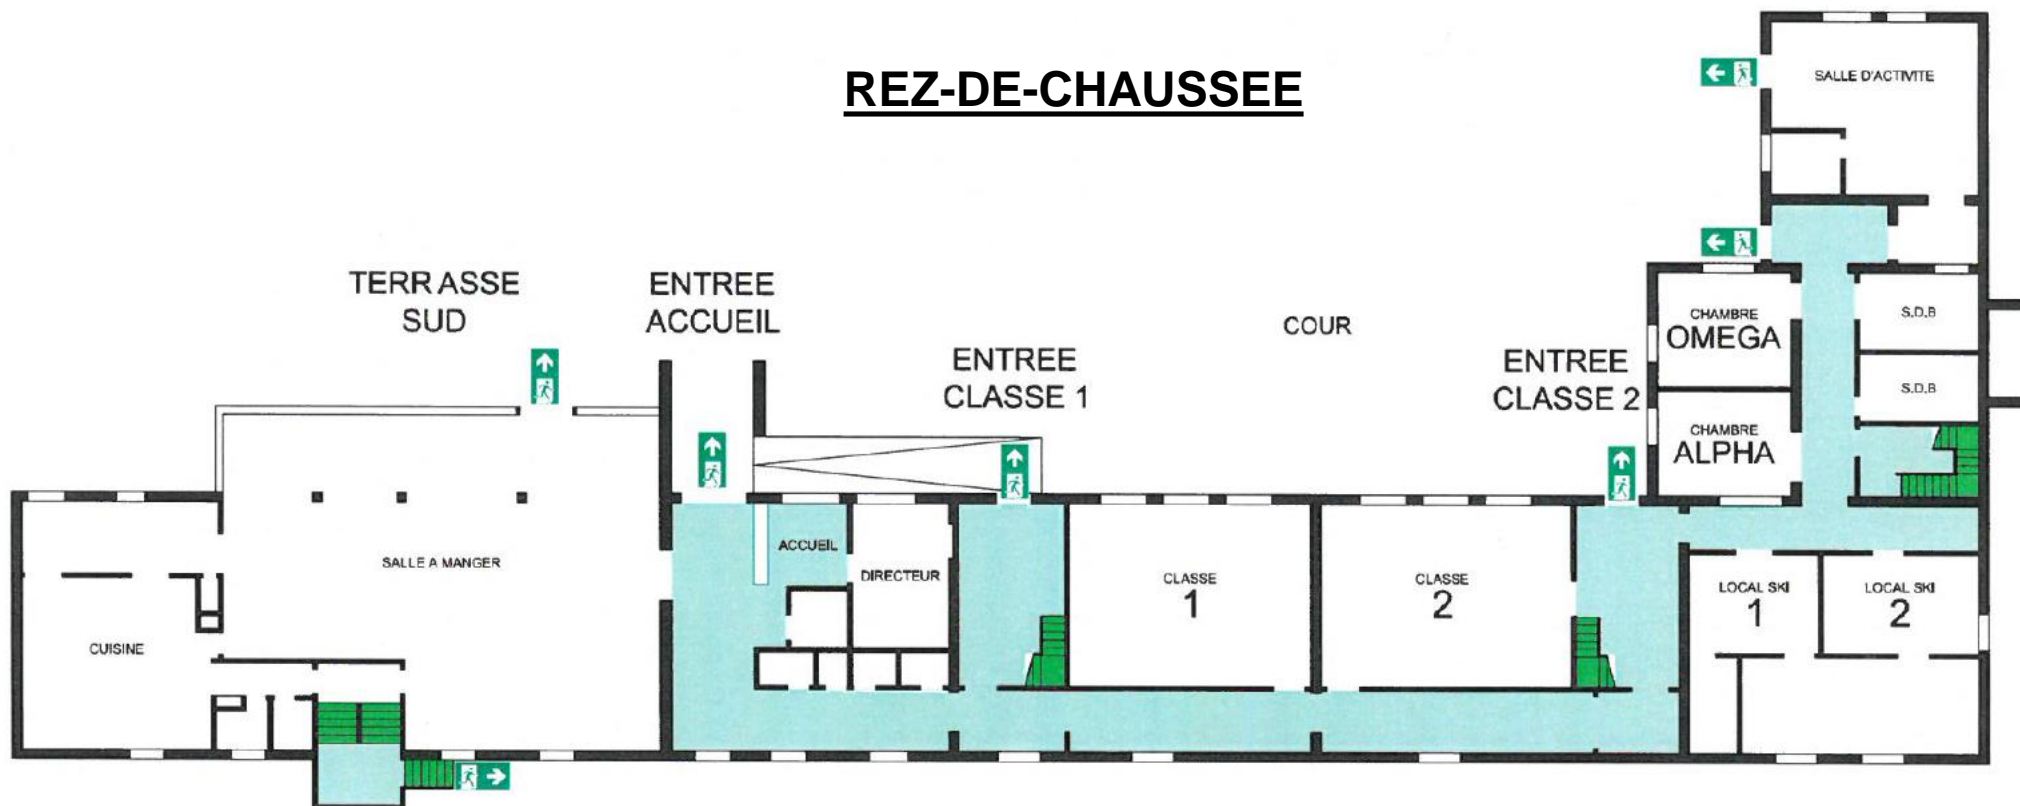 REZ-DE-CHAUSSEE
SALLE D'ACTIVITE
TERRASSE
SUD
ENTREE
ACCUEIL
COUR
ENTREE
CLASSE 1
ENTREE
CLASSE 2
CHAMBRE
OMEGA
S.D.B
S.D.B
CHAMBRE
ALPHA
SALLE A MANGER
ACCUEIL
DIRECTEUR
CLASSE
1
CLASSE
2
LOCAL SKI
1
LOCAL SKI
2
CUISINE